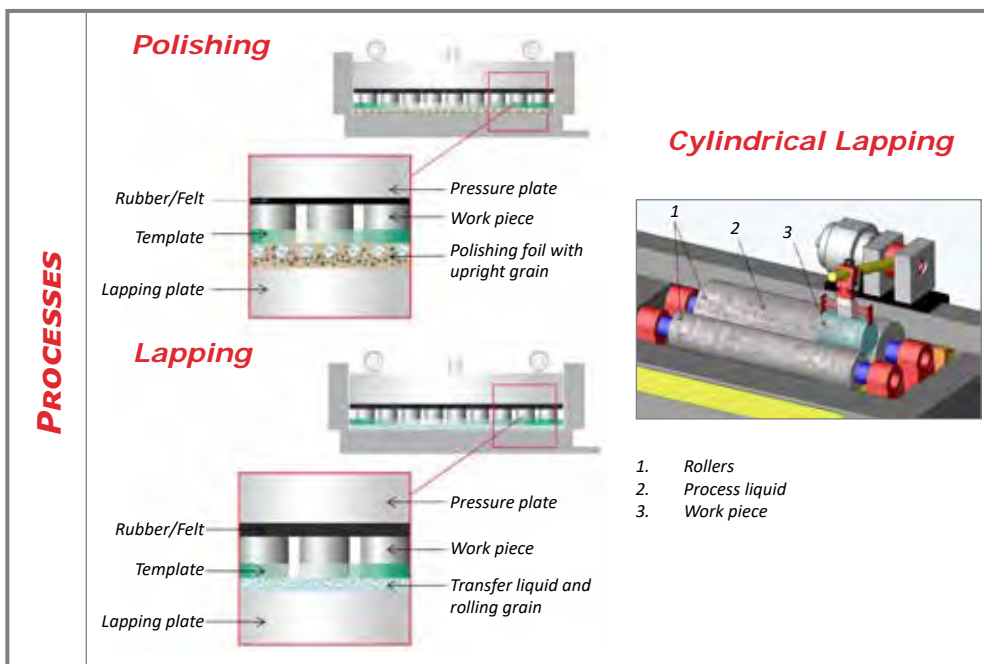 PROCESSES
Polishing
Rubber/Felt
Template
Lapping plate
Pressure plate
Work piece
Polishing foil with
upright grain
Lapping
Rubber/Felt
Template
Lapping plate
Pressure plate
Work piece
Transfer liquid and
rolling grain
Cylindrical Lapping
1
2
3
1. Rollers
2. Process liquid
3. Work piece